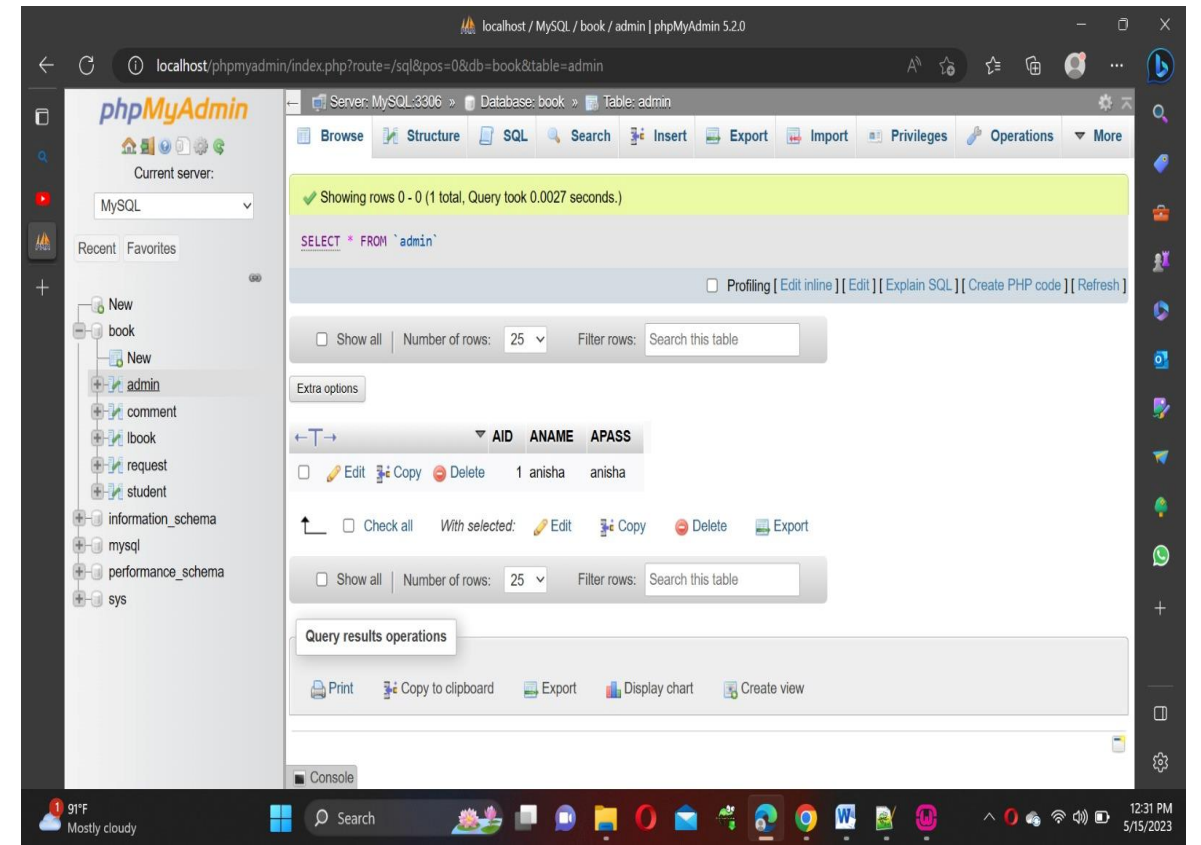 localhost / MySQL / book / admin | phpMyAdmin 5.2.0
localhost/phpmyadmin/index.php?route=/sql&pos=0&db=book&table=admin
phpMyAdmin
Current server:
MySQL
Recent Favorites
New
book
New
admin
comment
lbook
request
student
information_schema
mysql
performance_schema
sys
Server: MySQL:3306 » Database: book » Table: admin
Browse Structure SQL Search Insert Export Import Privileges Operations More
Showing rows 0 - 0 (1 total, Query took 0.0027 seconds.)
SELECT * FROM `admin`
Profiling [ Edit inline ] [ Edit ] [ Explain SQL ] [ Create PHP code ] [ Refresh ]
Show all | Number of rows: 25 Filter rows: Search this table
Extra options
←T→ AID ANAME APASS
Edit Copy Delete 1 anisha anisha
Check all With selected: Edit Copy Delete Export
Show all | Number of rows: 25 Filter rows: Search this table
Query results operations
Print Copy to clipboard Export Display chart Create view
Console
1 91°F
Mostly cloudy
Search
12:31 PM
5/15/2023